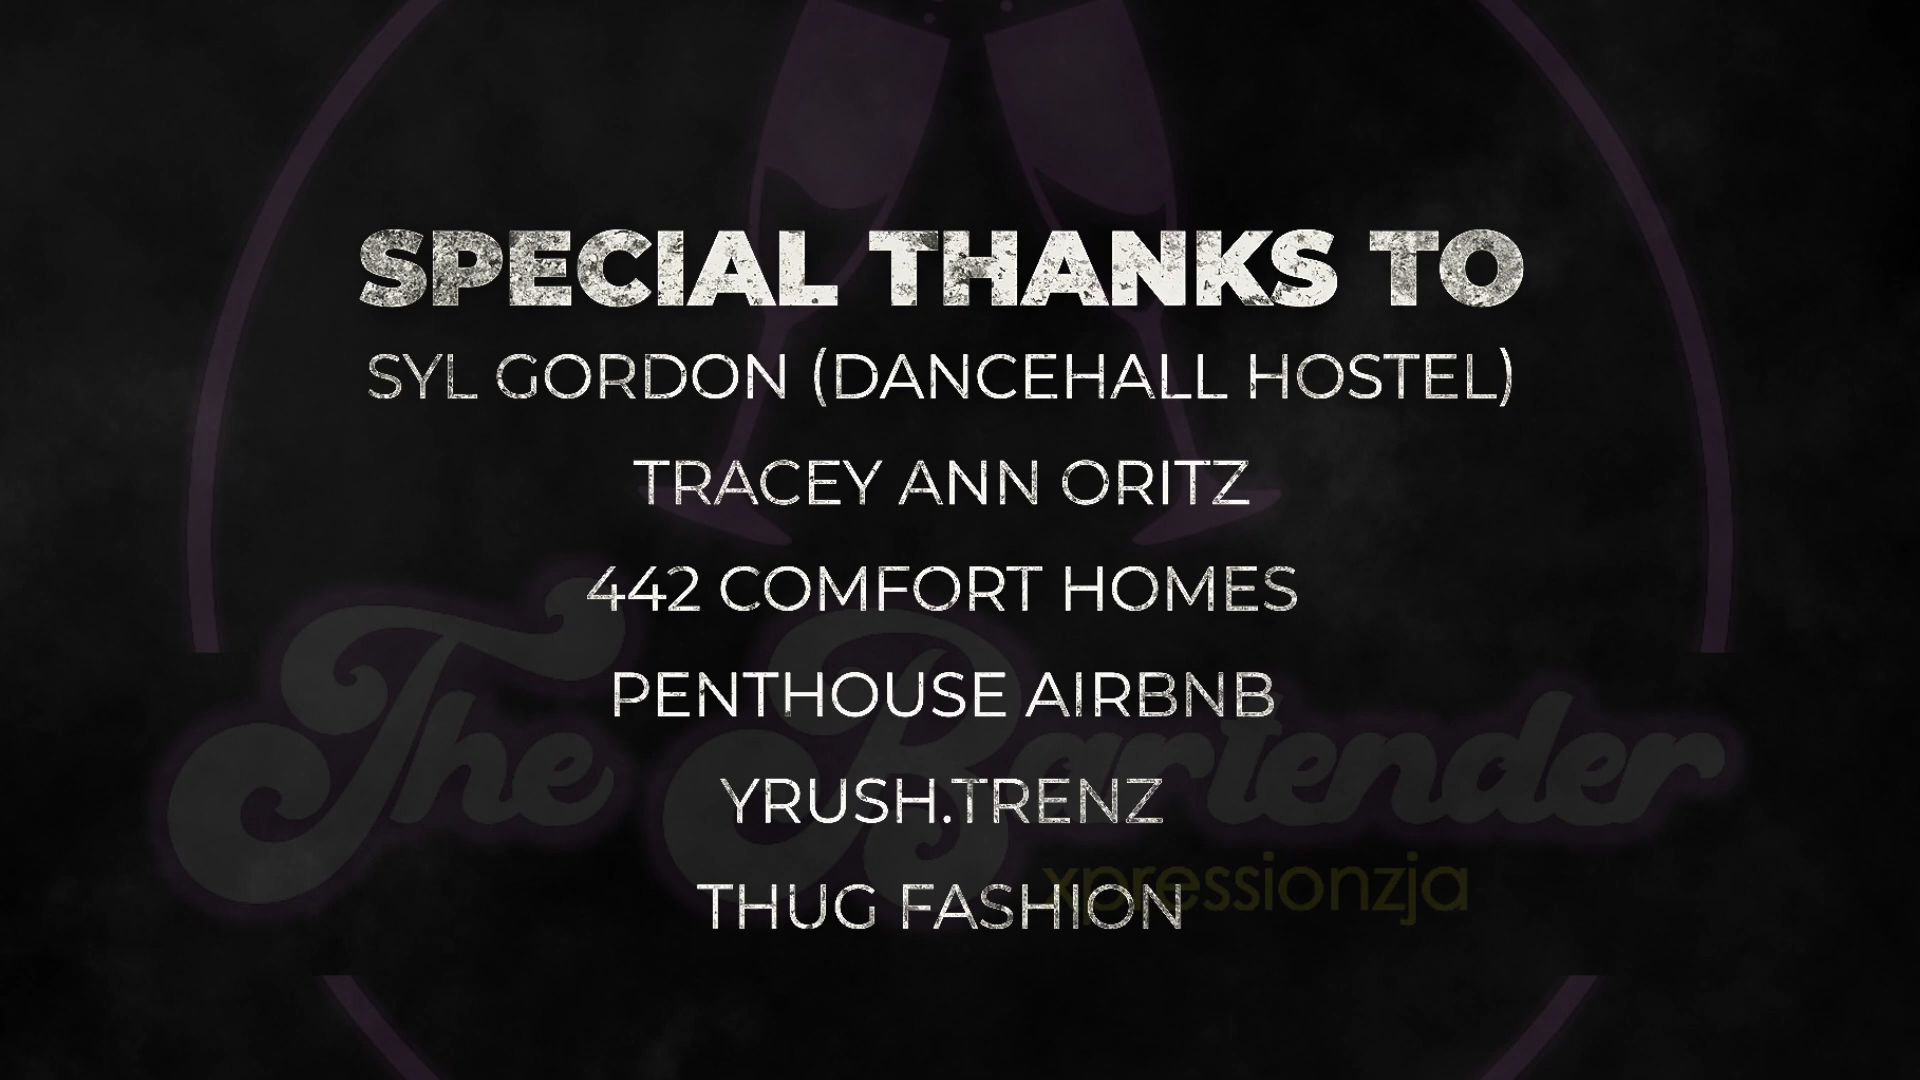 SPECIAL THANKS TO
SYL GORDON (DANCEHALL HOSTEL)
TRACEY ANN ORITZ
442 COMFORT HOMES
PENTHOUSE AIRBNB
YRUSH.TRENZ
THUG FASHION
The Bartender
xpressionzja